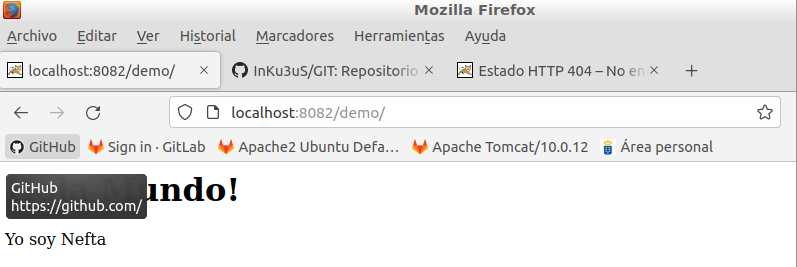 Mozilla Firefox
Archivo Editar Ver Historial Marcadores Herramientas Ayuda
localhost:8082/demo/ InKu3uS/GIT: Repositorio Estado HTTP 404 – No en
localhost:8082/demo/
GitHub Sign in · GitLab Apache2 Ubuntu Defa… Apache Tomcat/10.0.12 Área personal
Mundo!
GitHub
https://github.com/
Yo soy Nefta